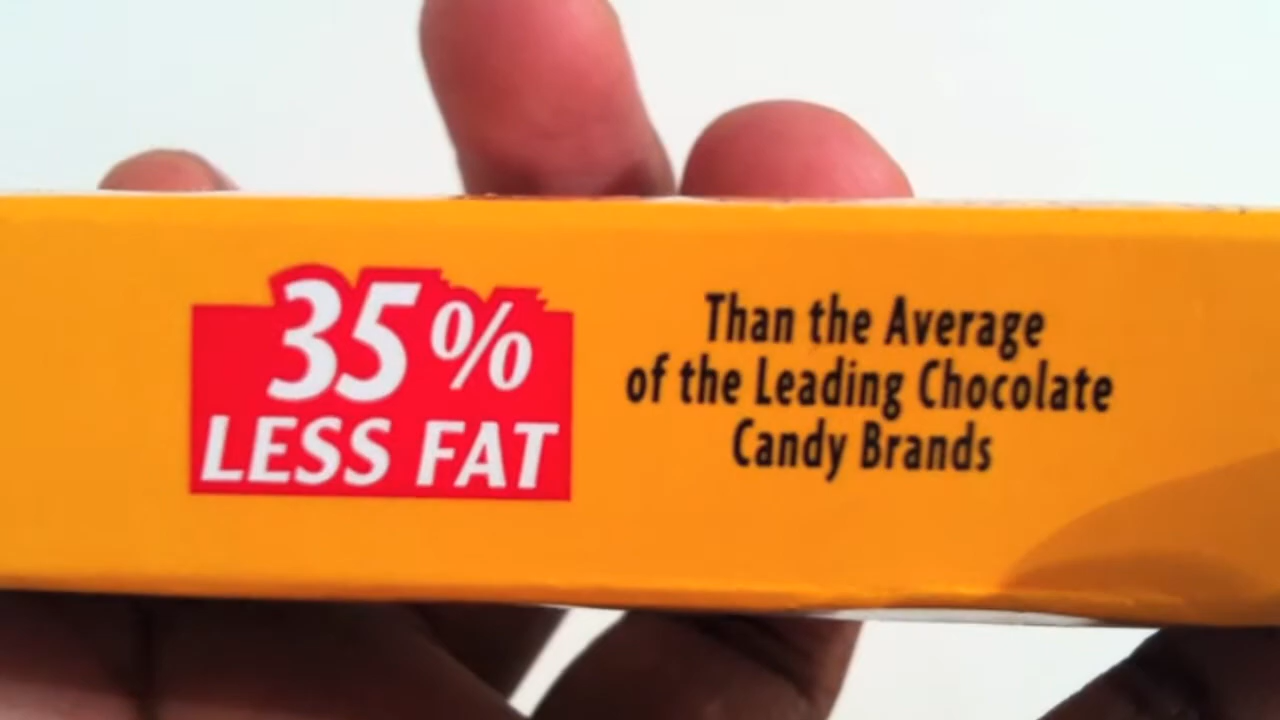 35%
LESS FAT
Than the Average
of the Leading Chocolate
Candy Brands